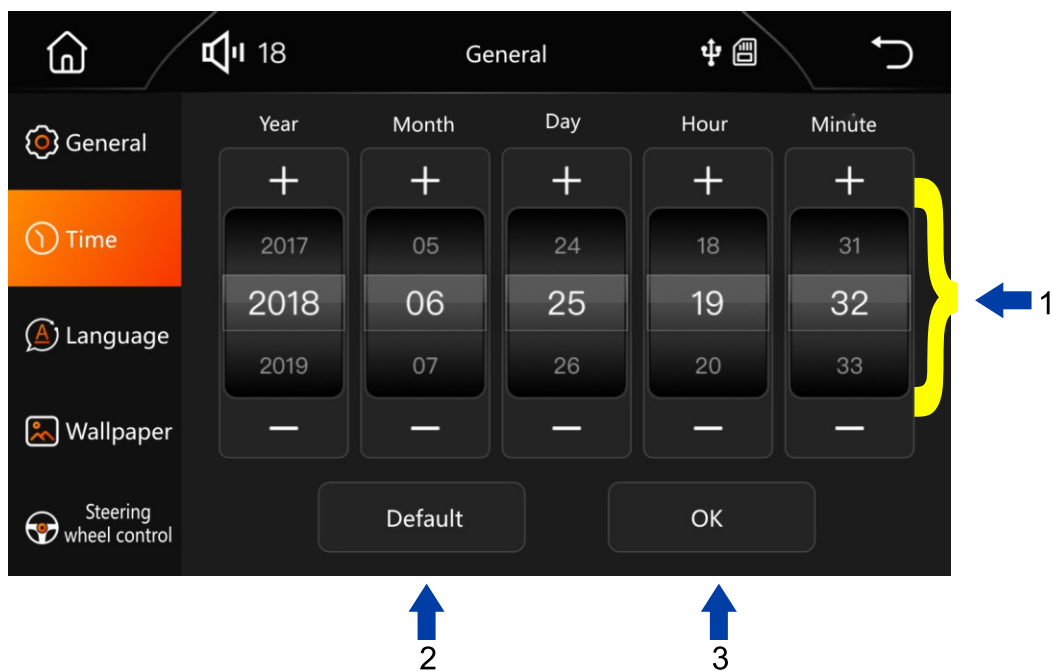 18 General
General
Time
Language
Wallpaper
Steering
wheel control
Year Month Day Hour Minute
+ + + + +
2017 05 24 18 31
2018 06 25 19 32
2019 07 26 20 33
— — — — —
Default OK
1
2 3